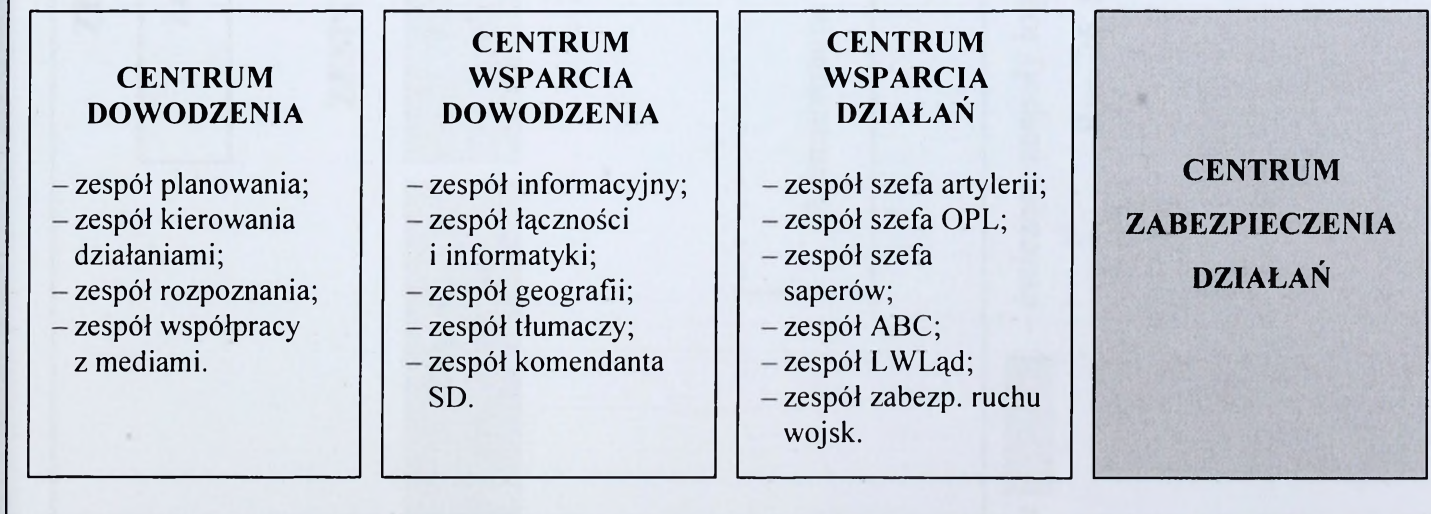 CENTRUM
DOWODZENIA
– zespół planowania;
– zespół kierowania
działaniami;
– zespół rozpoznania;
– zespół współpracy
z mediami.
CENTRUM
WSPARCIA
DOWODZENIA
– zespół informacyjny;
– zespół łączności
i informatyki;
– zespół geografii;
– zespół tłumaczy;
– zespół komendanta
SD.
CENTRUM
WSPARCIA
DZIAŁAŃ
– zespół szefa artylerii;
– zespół szefa OPL;
– zespół szefa
saperów;
– zespół ABC;
– zespół LWLąd;
– zespół zabezp. ruchu
wojsk.
CENTRUM
ZABEZPIECZENIA
DZIAŁAŃ